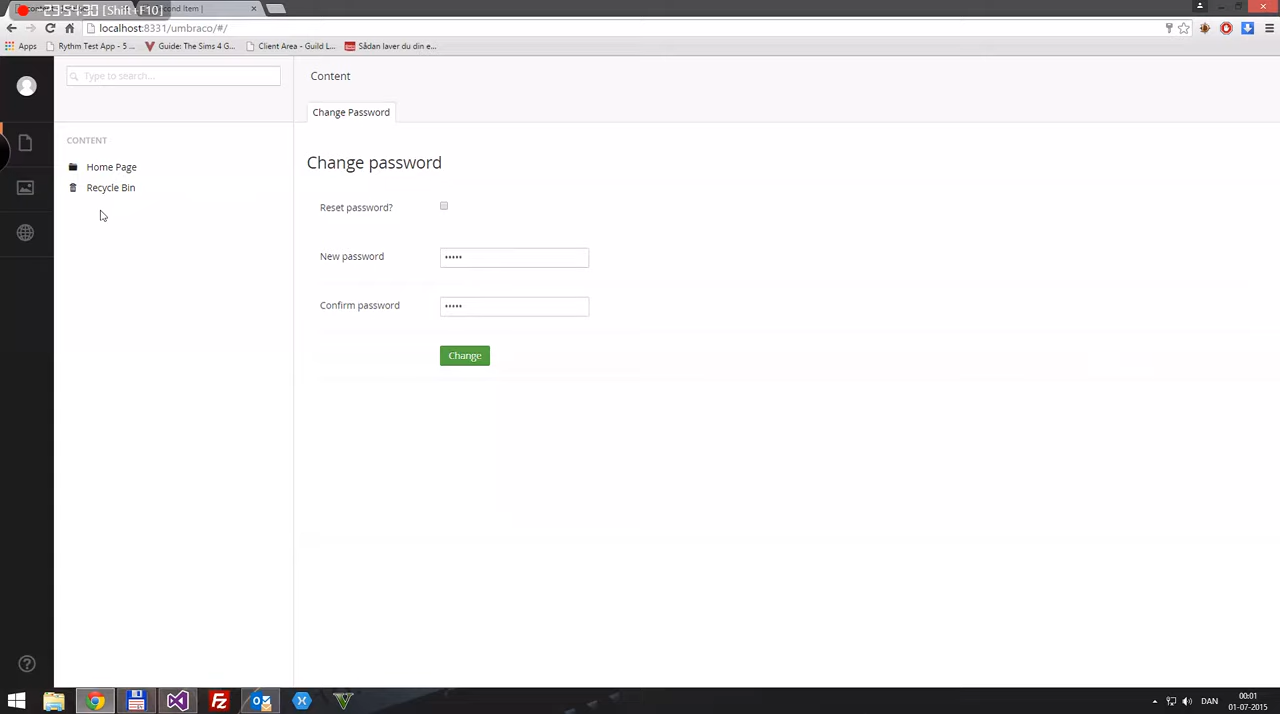 -23:54:30 [Shift+F10]
ond Item |
localhost:8331/umbraco/#/
Apps
Rythm Test App - 5 ...
Guide: The Sims 4 G...
Client Area - Guild L...
Sådan laver du din e...
Type to search...
Content
Change Password
CONTENT
Home Page
Recycle Bin
Change password
Reset password?
New password
•••••
Confirm password
•••••
Change
DAN
00:01
01-07-2015